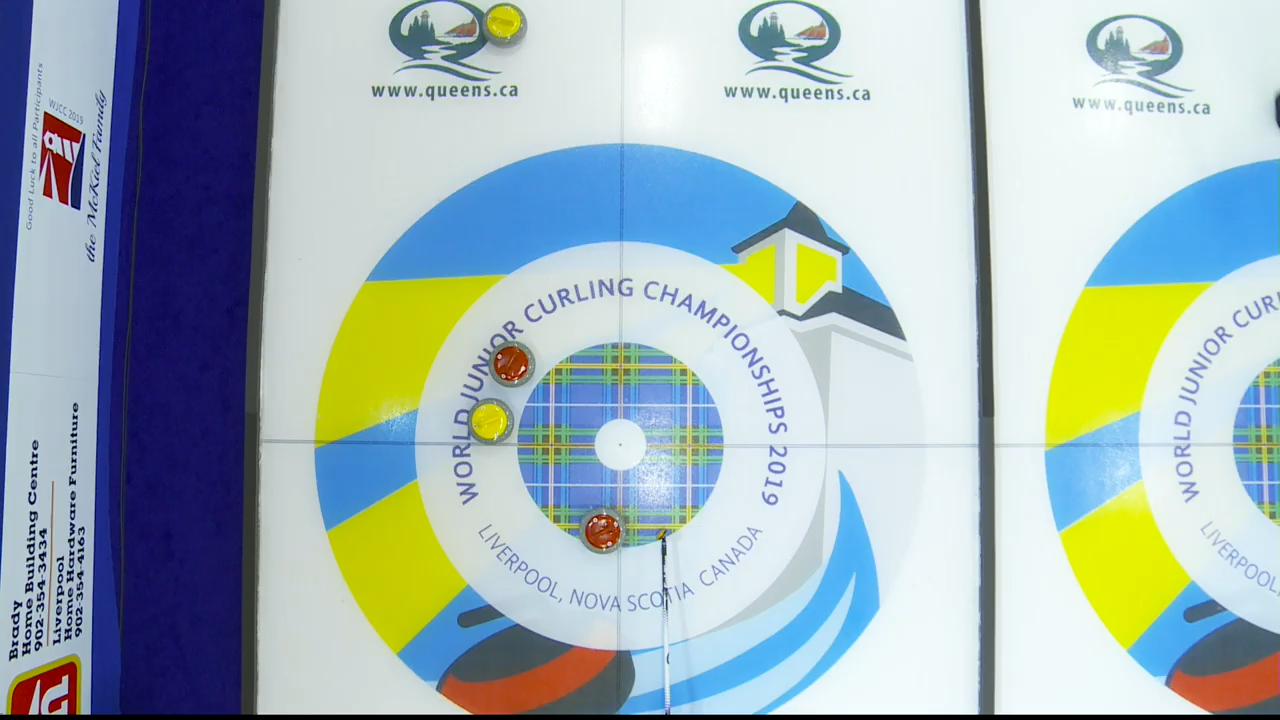 www.queens.ca
www.queens.ca
www.queens.ca
Good Luck to all Participants
WJCC 2019
the McKiel Family
WORLD JUNIOR CURLING CHAMPIONSHIPS 2019
LIVERPOOL, NOVA SCOTIA CANADA
WORLD JUNIOR CUR
LIVERPOOL,
Brady
Home Building Centre
902-354-3434
Liverpool
Home Hardware Furniture
902-354-4163